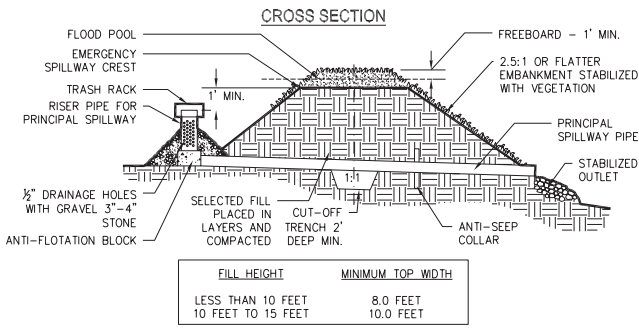 CROSS SECTION
FLOOD POOL
EMERGENCY
SPILLWAY CREST
TRASH RACK
RISER PIPE FOR
PRINCIPAL SPILLWAY
1' MIN.
FREEBOARD - 1' MIN.
2.5:1 OR FLATTER
EMBANKMENT STABILIZED
WITH VEGETATION
PRINCIPAL
SPILLWAY PIPE
STABILIZED
OUTLET
1:1
½" DRAINAGE HOLES
WITH GRAVEL 3"-4"
STONE
ANTI-FLOTATION BLOCK
SELECTED FILL
PLACED IN
LAYERS AND
COMPACTED
CUT-OFF
TRENCH 2'
DEEP MIN.
ANTI-SEEP
COLLAR
FILL HEIGHT MINIMUM TOP WIDTH
LESS THAN 10 FEET 8.0 FEET
10 FEET TO 15 FEET 10.0 FEET